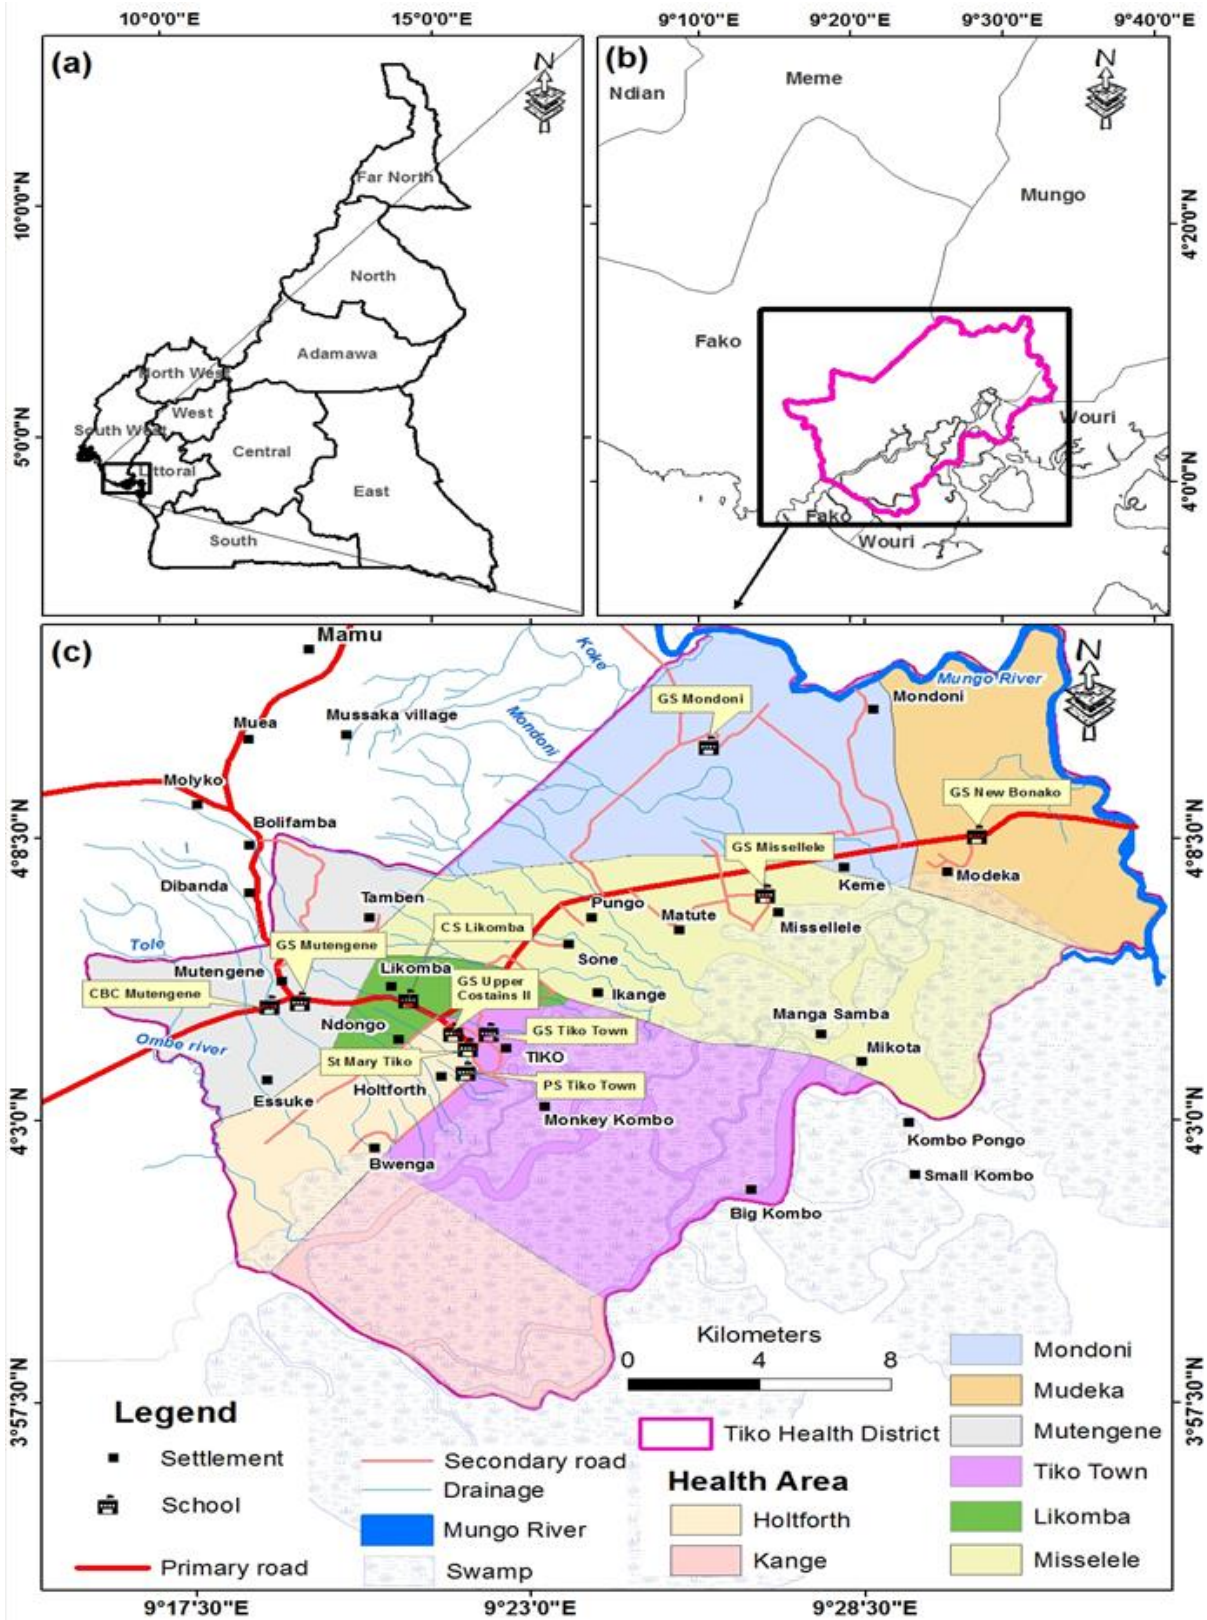 10°0'0"E
15°0'0"E
9°10'0"E
9°20'0"E
9°30'0"E
9°40'0"E
(a)
N
Far North
North
Adamawa
North West
West
South West
Littoral
Central
East
South
10°0'0"N
5°0'0"N
(b)
N
Ndian
Meme
Mungo
Fako
Wouri
Fako
Wouri
4°20'0"N
4°0'0"N
(c)
N
Mamu
Koke
Mungo River
Mondoni
GS Mondoni
Mussaka village
Muea
Mondoni
Molyko
GS New Bonako
Bolifamba
GS Missellele
Keme
Modeka
Dibanda
Tamben
Pungo
Matute
Missellele
CS Likomba
Tole
GS Mutengene
Sone
Mutengene
Likomba
GS Upper
Costains II
CBC Mutengene
Ikange
Manga Samba
Ndongo
GS Tiko Town
Ombe river
St Mary Tiko
TIKO
Mikota
Holtforth
PS Tiko Town
Essuke
Monkey Kombo
Kombo Pongo
Bwenga
Small Kombo
Big Kombo
4°8'30"N
4°3'0"N
3°57'30"N
4°8'30"N
4°3'0"N
3°57'30"N
Kilometers
0
4
8
Legend
Settlement
School
Primary road
Secondary road
Drainage
Mungo River
Swamp
Tiko Health District
Health Area
Holtforth
Kange
Mondoni
Mudeka
Mutengene
Tiko Town
Likomba
Misselele
9°17'30"E
9°23'0"E
9°28'30"E